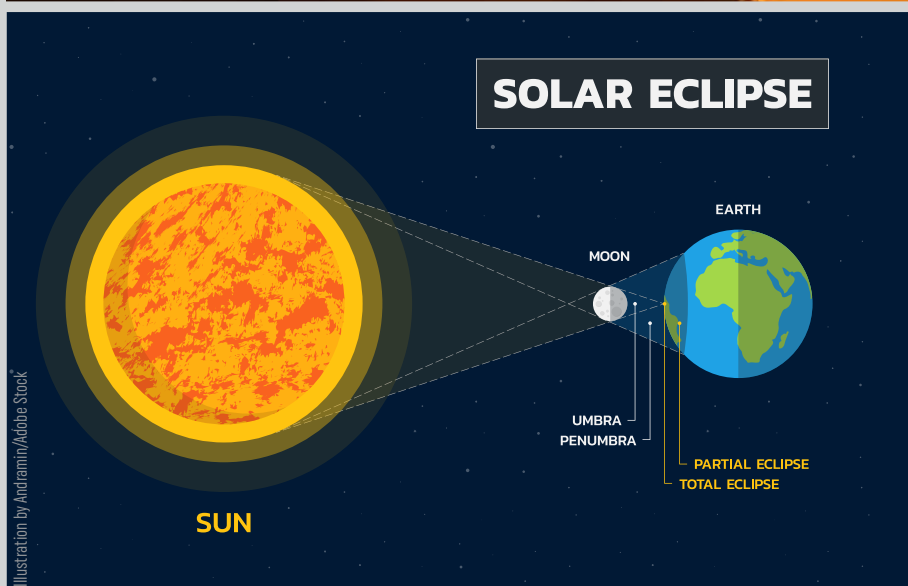 SOLAR ECLIPSE
EARTH
MOON
UMBRA
PENUMBRA
PARTIAL ECLIPSE
TOTAL ECLIPSE
SUN
Illustration by Andramin/Adobe Stock